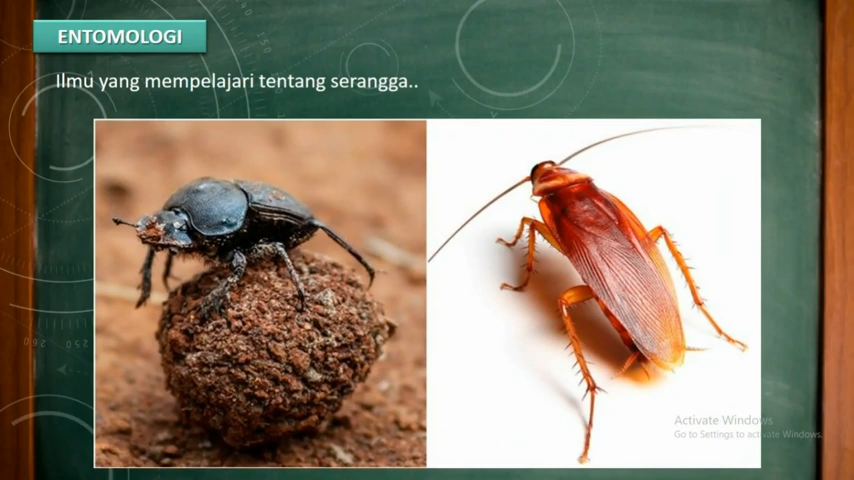 ENTOMOLOGI
Ilmu yang mempelajari tentang serangga..
Activate Windows
Go to Settings to activate Windows.